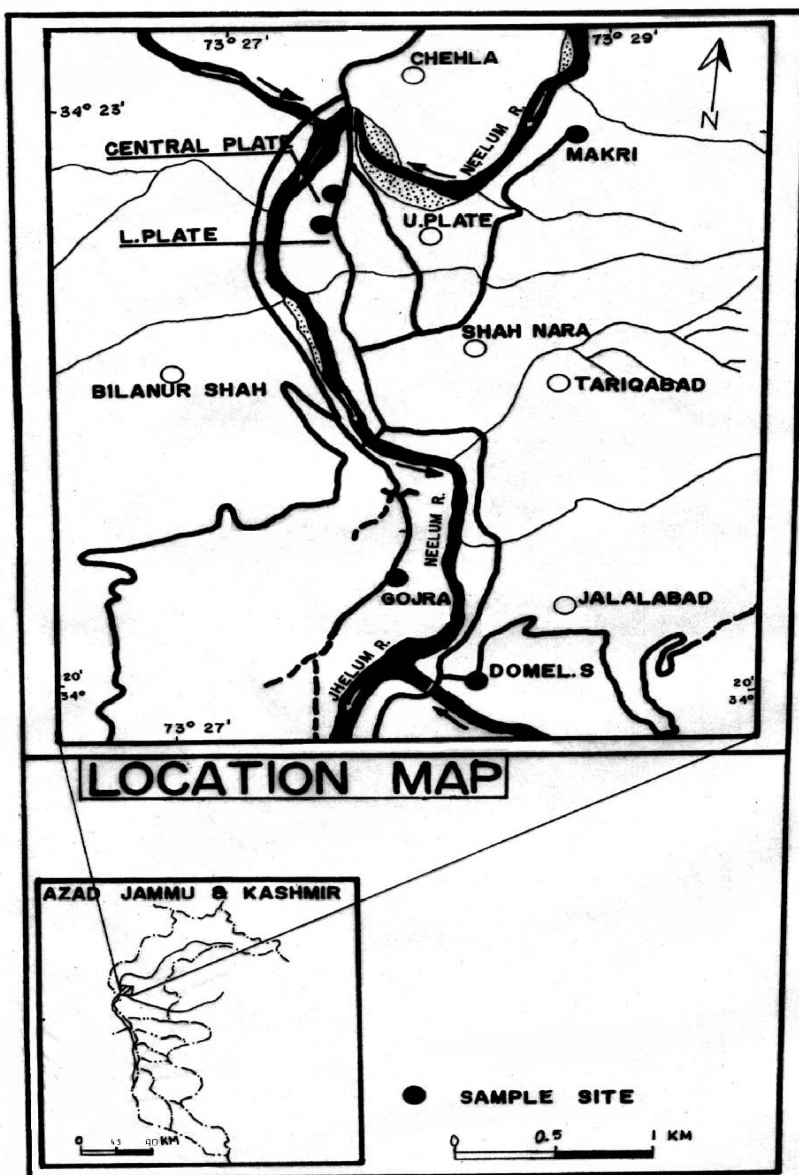 73° 27'
73° 29'
CHEHLA
34° 23'
N
CENTRAL PLATE
NEELUM R.
MAKRI
U.PLATE
L.PLATE
SHAH NARA
BILANUR SHAH
TARIQABAD
NEELUM R.
GOJRA
JALALABAD
JHELUM R.
DOMEL.S
20'
34°
20'
34°
73° 27'
LOCATION MAP
AZAD JAMMU & KASHMIR
SAMPLE SITE
0 45 90 KM
0 0.5 1 KM